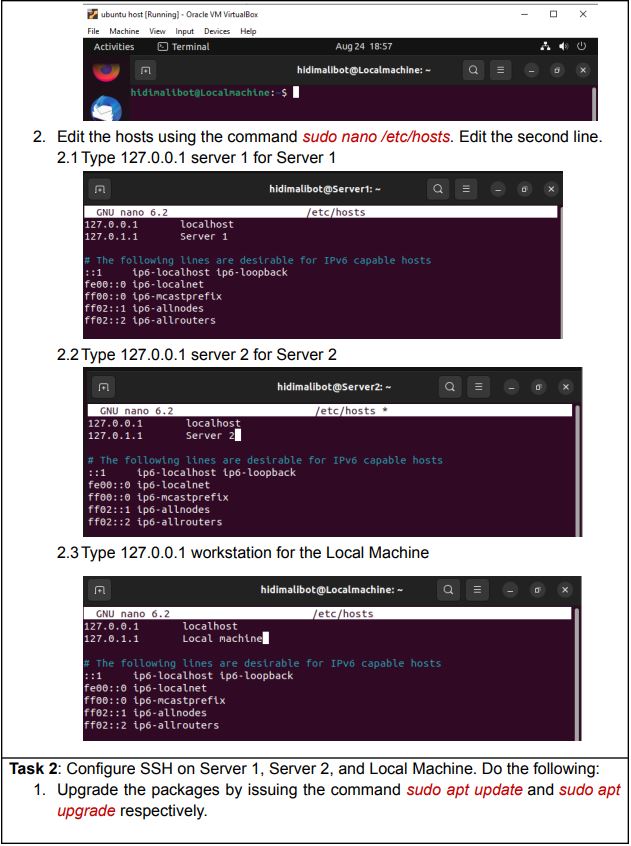 ubuntu host [Running] - Oracle VM VirtualBox
File Machine View Input Devices Help
Activities Terminal Aug 24 18:57
hidimalibot@Localmachine: ~
hidimalibot@Localmachine:~$
2. Edit the hosts using the command sudo nano /etc/hosts. Edit the second line.
2.1 Type 127.0.0.1 server 1 for Server 1
hidimalibot@Server1: ~
GNU nano 6.2 /etc/hosts
127.0.0.1 localhost
127.0.1.1 Server 1
# The following lines are desirable for IPv6 capable hosts
::1 ip6-localhost ip6-loopback
fe00::0 ip6-localnet
ff00::0 ip6-mcastprefix
ff02::1 ip6-allnodes
ff02::2 ip6-allrouters
2.2 Type 127.0.0.1 server 2 for Server 2
hidimalibot@Server2: ~
GNU nano 6.2 /etc/hosts *
127.0.0.1 localhost
127.0.1.1 Server 2
# The following lines are desirable for IPv6 capable hosts
::1 ip6-localhost ip6-loopback
fe00::0 ip6-localnet
ff00::0 ip6-mcastprefix
ff02::1 ip6-allnodes
ff02::2 ip6-allrouters
2.3 Type 127.0.0.1 workstation for the Local Machine
hidimalibot@Localmachine: ~
GNU nano 6.2 /etc/hosts
127.0.0.1 localhost
127.0.1.1 Local machine
# The following lines are desirable for IPv6 capable hosts
::1 ip6-localhost ip6-loopback
fe00::0 ip6-localnet
ff00::0 ip6-mcastprefix
ff02::1 ip6-allnodes
ff02::2 ip6-allrouters
Task 2: Configure SSH on Server 1, Server 2, and Local Machine. Do the following:
1. Upgrade the packages by issuing the command sudo apt update and sudo apt
upgrade respectively.